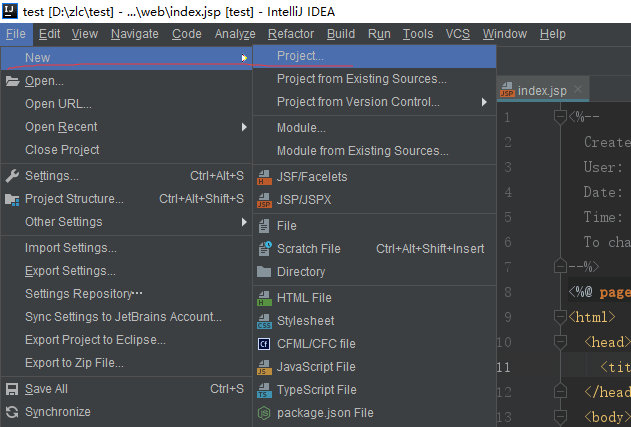 test [D:\zlc\test] - ...\web\index.jsp [test] - IntelliJ IDEA
File Edit View Navigate Code Analyze Refactor Build Run Tools VCS Window
New
Open...
Open URL...
Open Recent
Close Project
Settings... Ctrl+Alt+S
Project Structure... Ctrl+Alt+Shift+S
Other Settings
Import Settings...
Export Settings...
Settings Repository...
Sync Settings to JetBrains Account...
Export Project to Eclipse...
Export to Zip File...
Save All Ctrl+S
Synchronize
Project...
Project from Existing Sources...
Project from Version Control...
Module...
Module from Existing Sources...
JSF/Facelets
JSP/JSPX
File
Scratch File Ctrl+Alt+Shift+Insert
Directory
HTML File
Stylesheet
CFML/CFC file
JavaScript File
TypeScript File
package.json File
index.jsp
1 <%--
2 Create
3 User:
4 Date:
5 Time:
6 To cha
7 --%>
8 <%@ page
9 <html>
10 <head>
11 <tit
12 </head
13 <body>